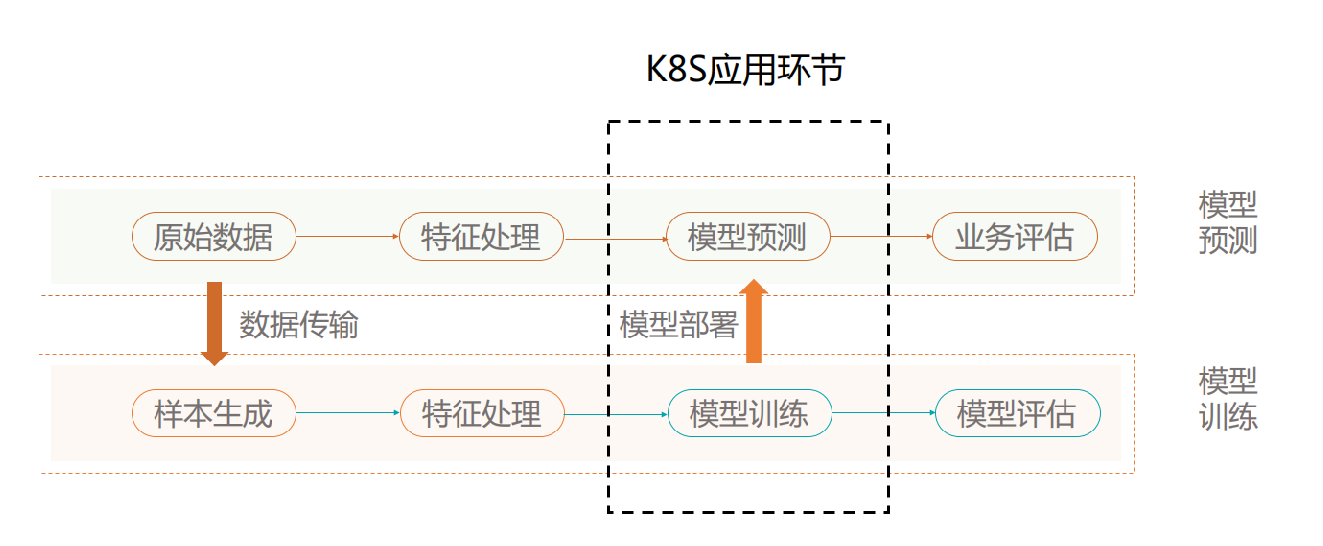 K8S应用环节
原始数据
特征处理
模型预测
业务评估
模型
预测
数据传输
模型部署
样本生成
特征处理
模型训练
模型评估
模型
训练